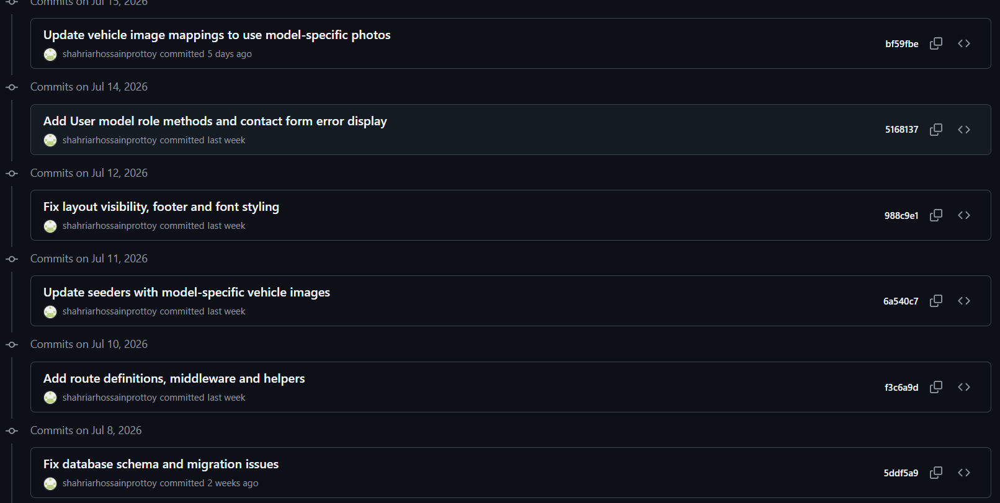 Commits on Jul 15, 2026
Update vehicle image mappings to use model-specific photos
shahriarhossainprottoy committed 5 days ago
bf59fbe
Commits on Jul 14, 2026
Add User model role methods and contact form error display
shahriarhossainprottoy committed last week
5168137
Commits on Jul 12, 2026
Fix layout visibility, footer and font styling
shahriarhossainprottoy committed last week
988c9e1
Commits on Jul 11, 2026
Update seeders with model-specific vehicle images
shahriarhossainprottoy committed last week
6a540c7
Commits on Jul 10, 2026
Add route definitions, middleware and helpers
shahriarhossainprottoy committed last week
f3c6a9d
Commits on Jul 8, 2026
Fix database schema and migration issues
shahriarhossainprottoy committed 2 weeks ago
5ddf5a9